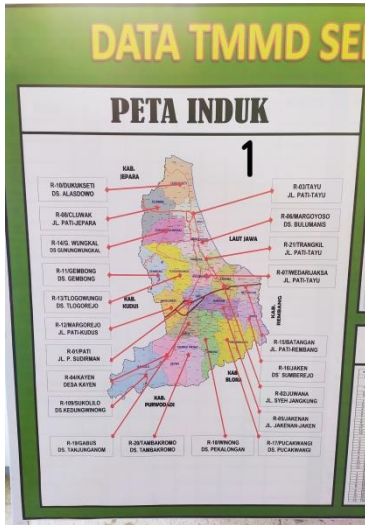 DATA TMMD SE
PETA INDUK
1
KAB.
JEPARA
R-10/DUKUKSETI
DS. ALASDOWO
R-08/CLUWAK
JL. PATI-JEPARA
R-14/G. WUNGKAL
DS GUNUNGWUNGKAL
R-11/GEMBONG
DS. GEMBONG
R-13/TLOGOWUNGU
DS. TLOGOREJO
KAB.
KUDUS
R-12/MARGOREJO
JL. PATI-KUDUS
R-01/PATI
JL. P. SUDIRMAN
R-04/KAYEN
DESA KAYEN
R-109/SUKOLILO
DS KEDUNGWINONG
KAB.
PURWODADI
R-19/GABUS
DS. TANJUNGANOM
R-20/TAMBAKROMO
DS. TAMBAKROMO
R-18/WINONG
DS. PEKALONGAN
R-17/PUCAKWANGI
DS. PUCAKWANGI
R-03/TAYU
JL. PATI-TAYU
R-06/MARGOYOSO
DS. BULUMANIS
LAUT JAWA
R-21/TRANGKIL
JL. PATI-TAYU
R-07/WEDARIJAKSA
JL. PATI-TAYU
KAB.
REMBANG
R-15/BATANGAN
JL. PATI-REMBANG
R-16/JAKEN
DS SUMBEREJO
KAB
BLORA
R-02/JUWANA
JL. SYEH JANGKUNG
R-05/JAKENAN
JL. JAKENAN-JAKEN